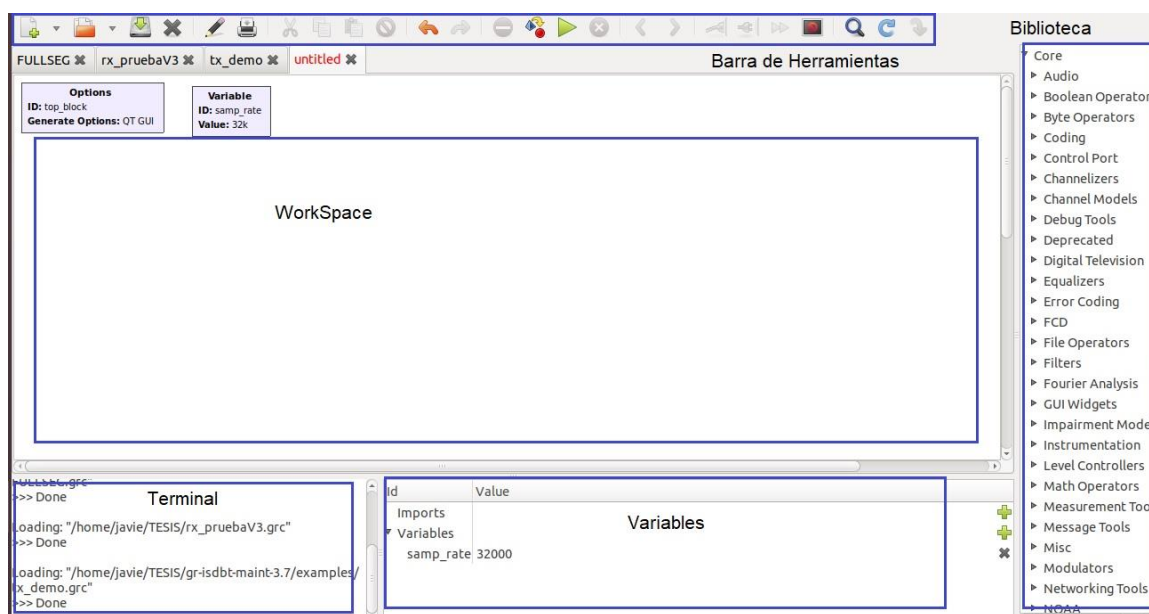 Biblioteca
Barra de Herramientas
FULLSEG rx_pruebaV3 tx_demo untitled
Options
ID: top_block
Generate Options: QT GUI
Variable
ID: samp_rate
Value: 32k
WorkSpace
Core
Audio
Boolean Operator
Byte Operators
Coding
Control Port
Channelizers
Channel Models
Debug Tools
Deprecated
Digital Television
Equalizers
Error Coding
FCD
File Operators
Filters
Fourier Analysis
GUI Widgets
Impairment Mode
Instrumentation
Level Controllers
Math Operators
Measurement Too
Message Tools
Misc
Modulators
Networking Tools
NOAA
Terminal
FULLSEG.grc"
>>> Done
Loading: "/home/javie/TESIS/rx_pruebaV3.grc"
>>> Done
Loading: "/home/javie/TESIS/gr-isdbt-maint-3.7/examples/
tx_demo.grc"
>>> Done
Id Value
Imports
Variables
Variables
samp_rate 32000